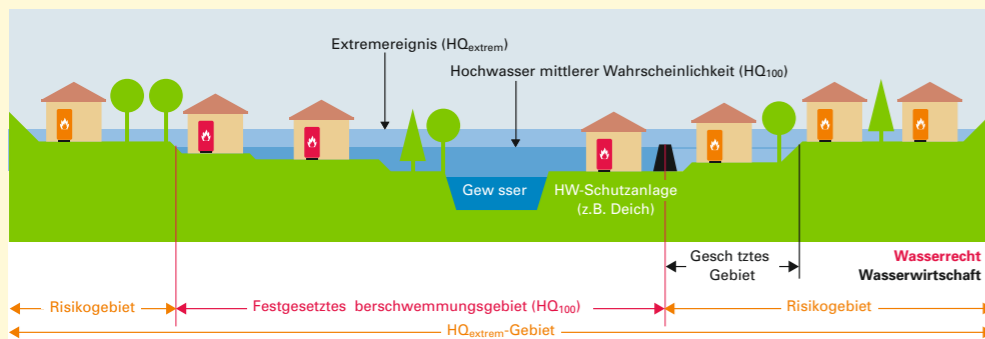 Extremereignis (HQextrem)
Hochwasser mittlerer Wahrscheinlichkeit (HQ100)
Gew sser
HW-Schutzanlage
(z.B. Deich)
Gesch tztes
Gebiet
Wasserrecht
Wasserwirtschaft
Risikogebiet
Festgesetztes berschwemmungsgebiet (HQ100)
Risikogebiet
HQextrem-Gebiet